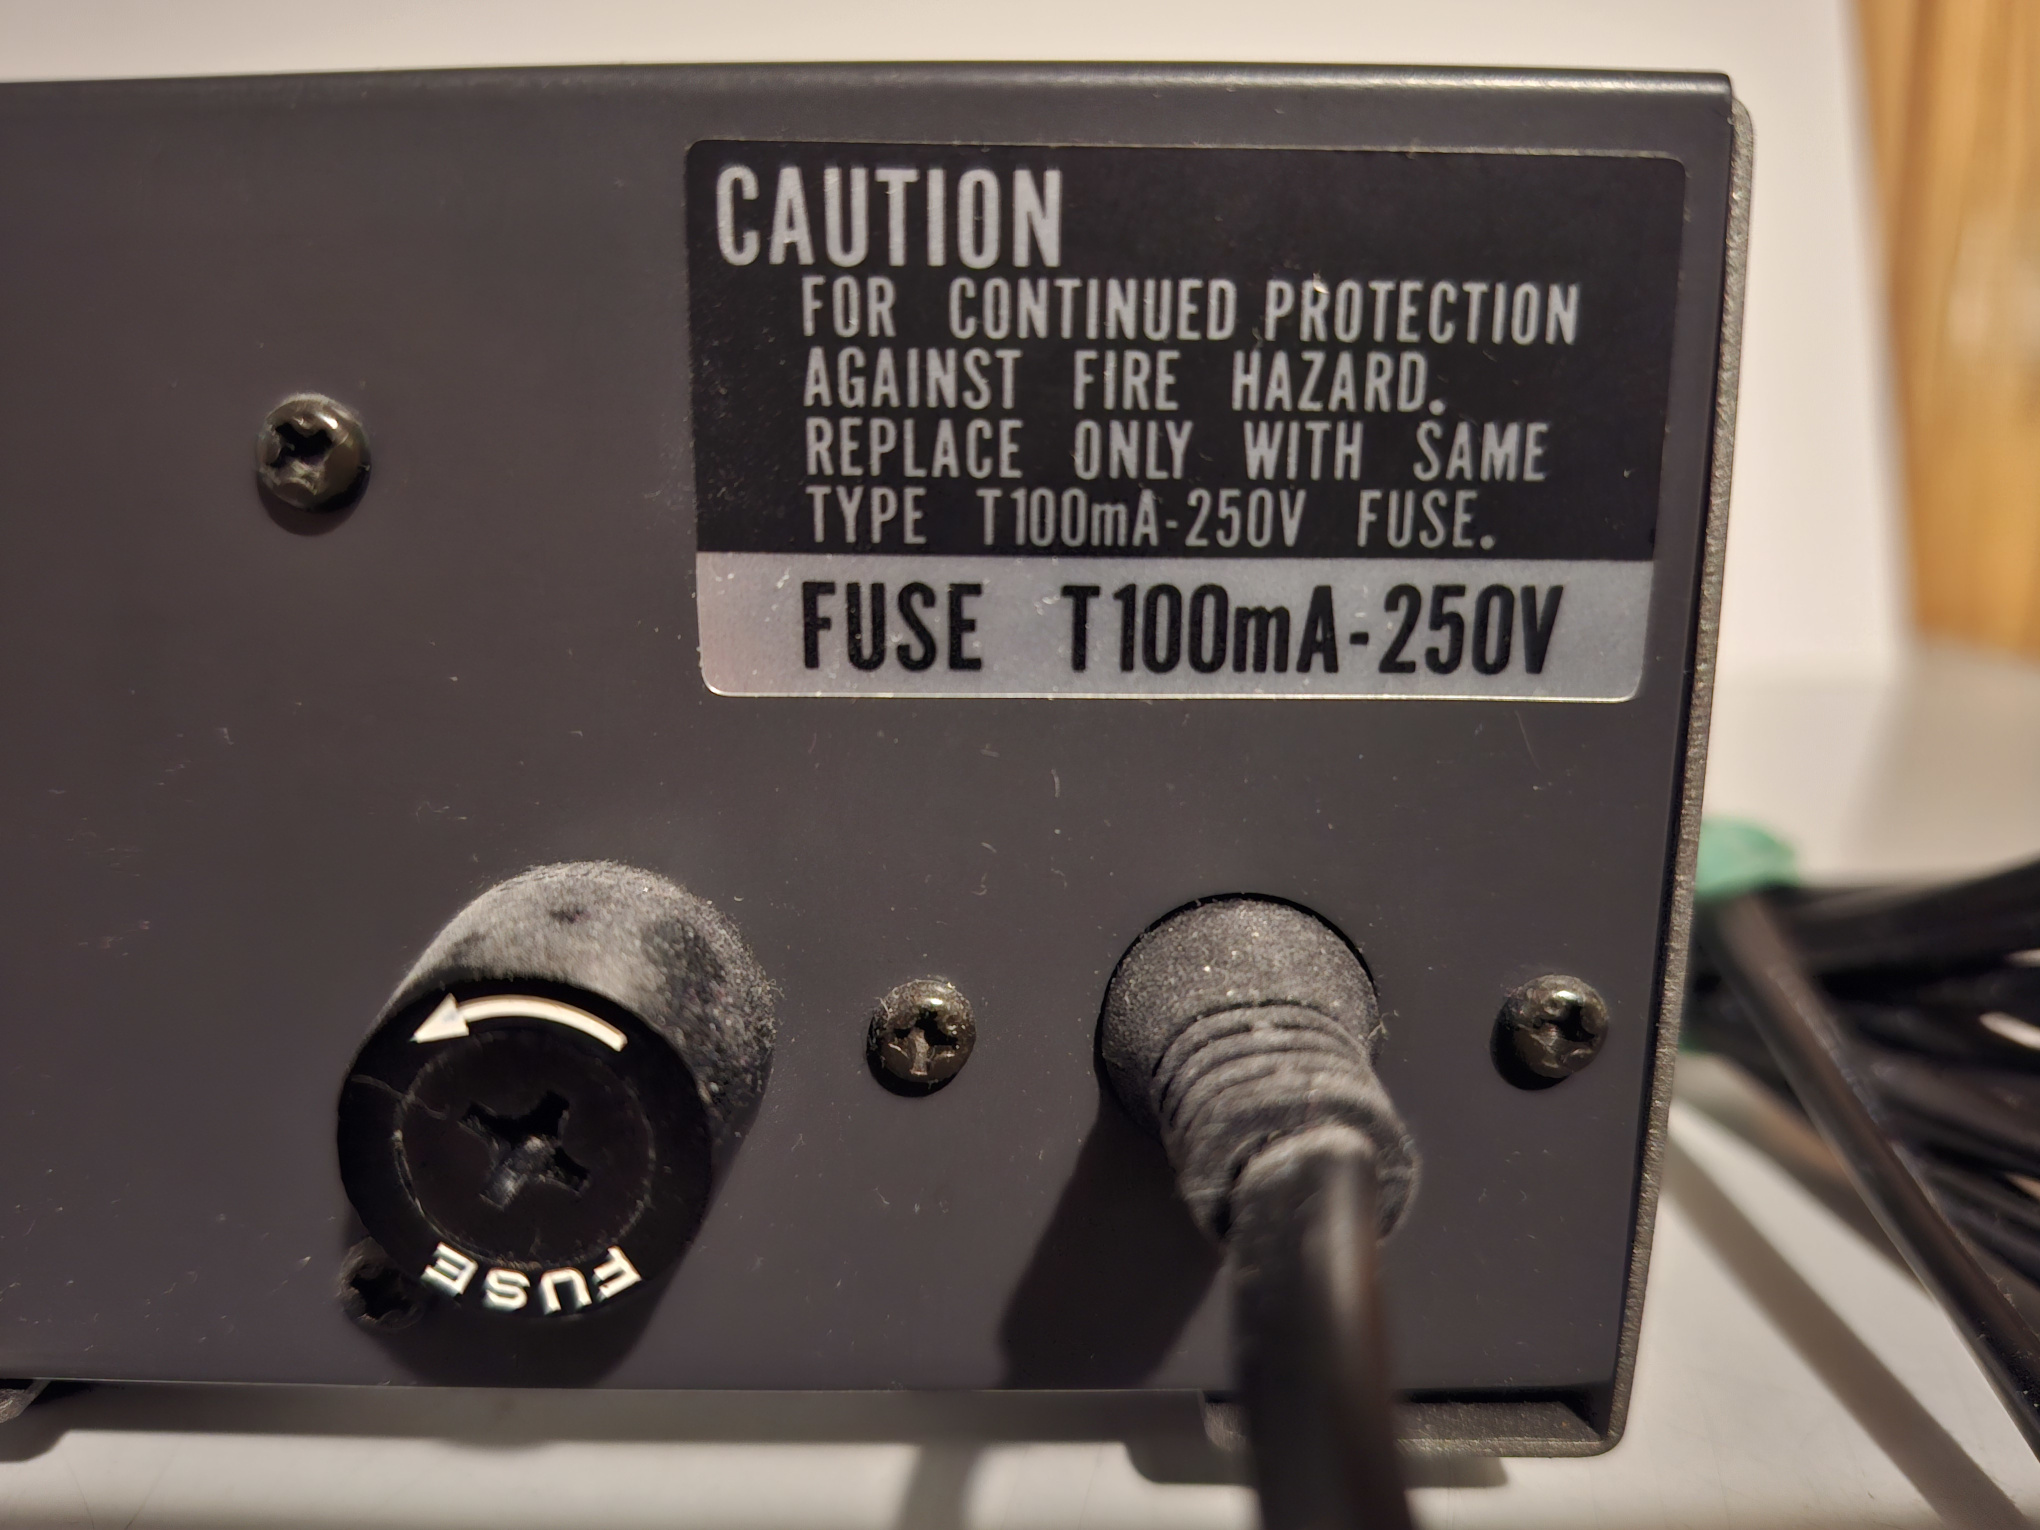 CAUTION
FOR CONTINUED PROTECTION
AGAINST FIRE HAZARD.
REPLACE ONLY WITH SAME
TYPE T100mA-250V FUSE.
FUSE T100mA-250V
FUSE